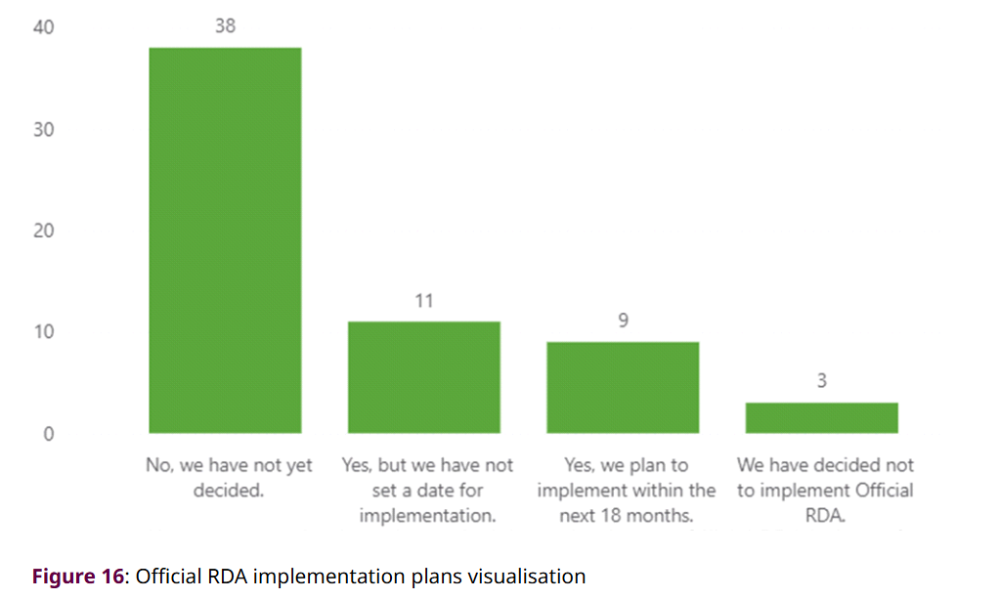 40
38
30
20
11
9
10
3
0
No, we have not yet
decided.
Yes, but we have not
set a date for
implementation.
Yes, we plan to
implement within the
next 18 months.
We have decided not
to implement Official
RDA.
Figure 16: Official RDA implementation plans visualisation